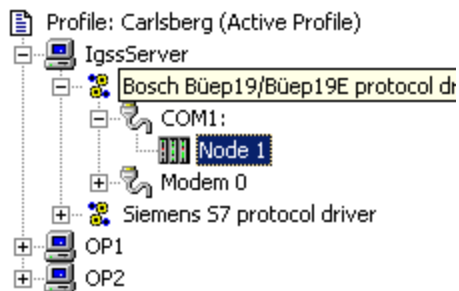 Profile: Carlsberg (Active Profile)
IgssServer
Bosch Büep19/Büep19E protocol dr
COM1:
Node 1
Modem 0
Siemens S7 protocol driver
OP1
OP2